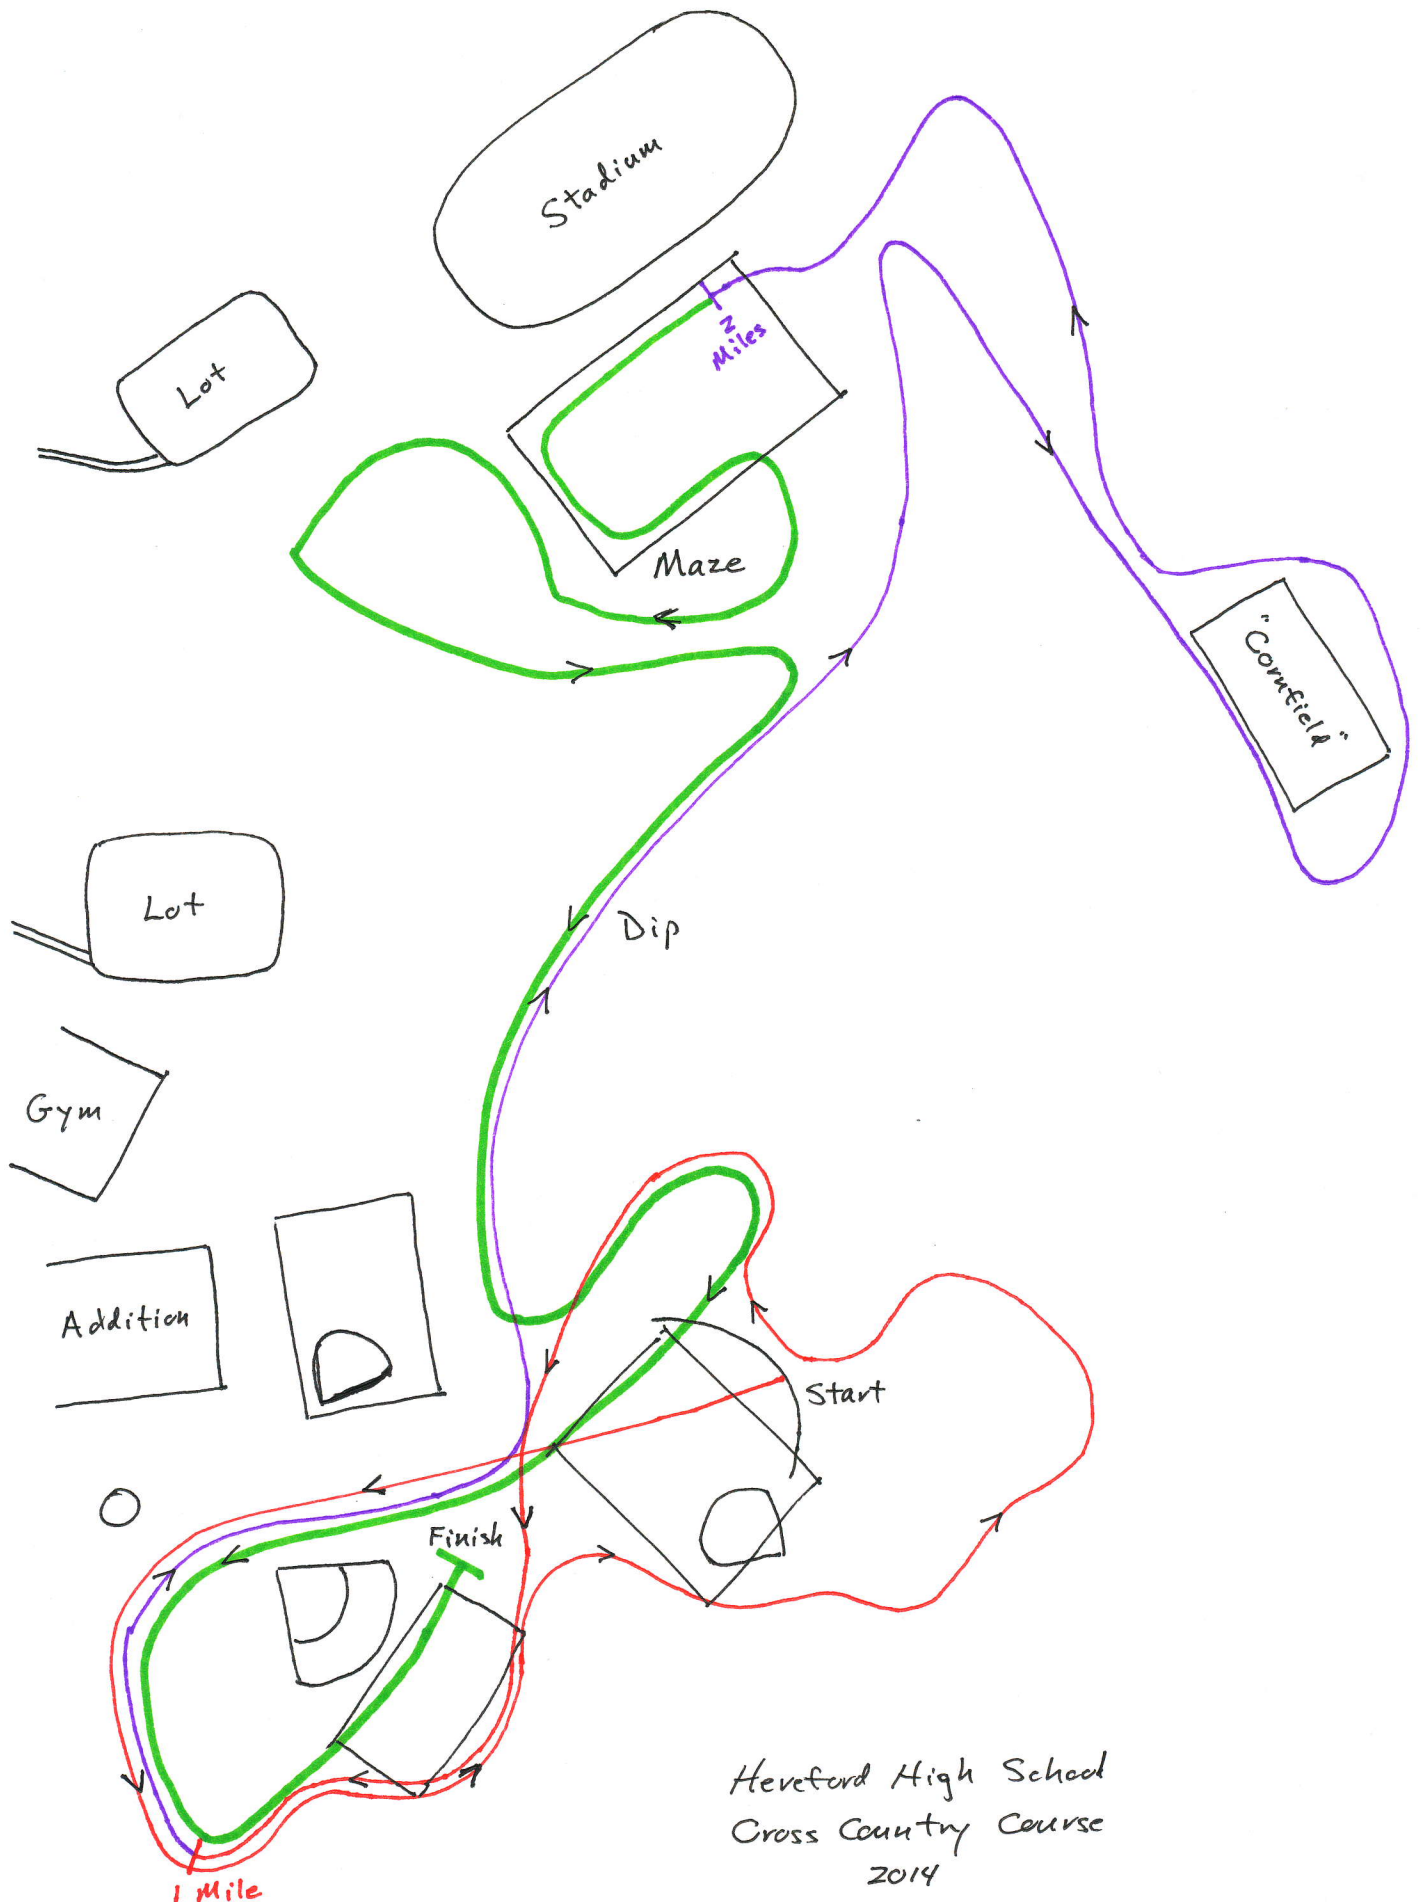 Stadium
Lot
2
Miles
Maze
"Cornfield"
Lot
Dip
Gym
Addition
Start
Finish
Hereford High School
Cross Country Course
2014
1 Mile